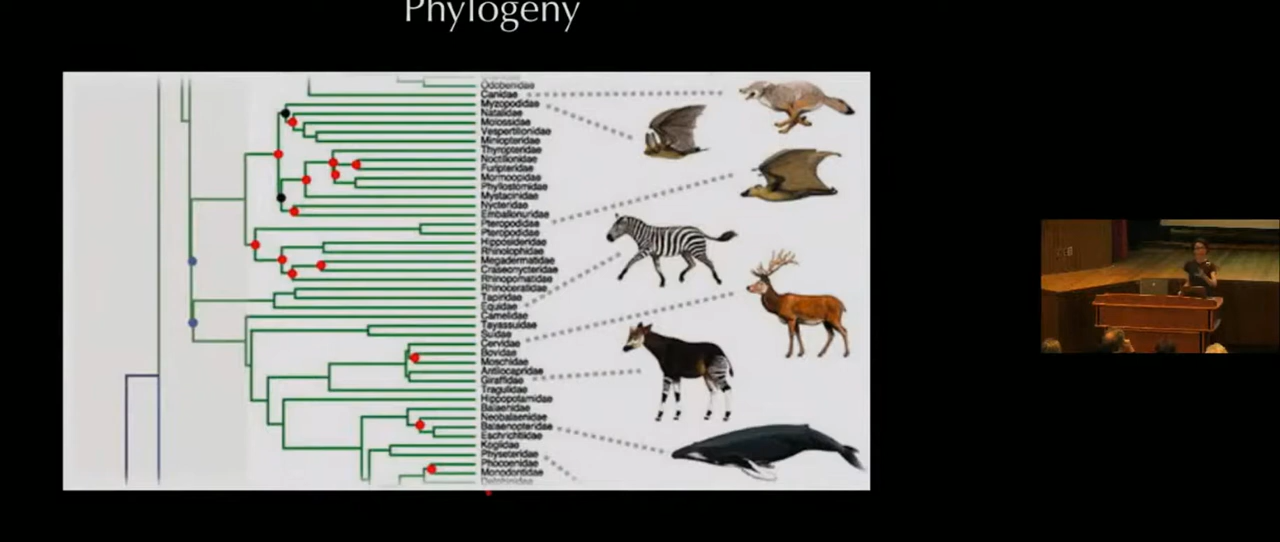 Phylogeny
Odobenidae
Canidae
Myzopodidae
Natalidae
Molossidae
Vespertilionidae
Miniopteridae
Thyropteridae
Noctilionidae
Furipteridae
Mormoopidae
Phyllostomidae
Mystacinidae
Nycteridae
Emballonuridae
Pteropodidae
Pteropodidae
Hipposideridae
Rhinolophidae
Megadermatidae
Craseonycteridae
Rhinopomatidae
Rhinocerotidae
Tapiridae
Equidae
Camelidae
Tayassuidae
Suidae
Cervidae
Bovidae
Moschidae
Antilocapridae
Giraffidae
Tragulidae
Hippopotamidae
Balaenidae
Neobalaenidae
Balaenopteridae
Eschrichtiidae
Kogiidae
Physeteridae
Phocoenidae
Monodontidae
Delphinidae